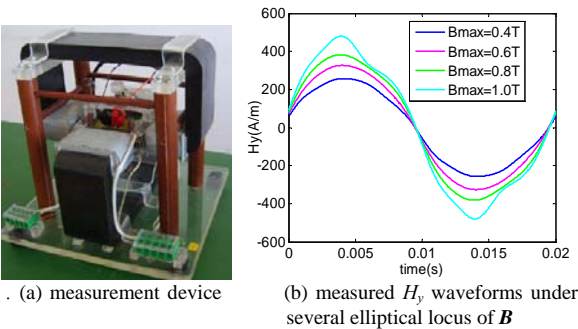 600
400
200
0
-200
-400
-600
Hy(A/m)
Bmax=0.4T
Bmax=0.6T
Bmax=0.8T
Bmax=1.0T
0 0.005 0.010 0.015 0.02
time(s)
. (a) measurement device
(b) measured Hy waveforms under
several elliptical locus of B